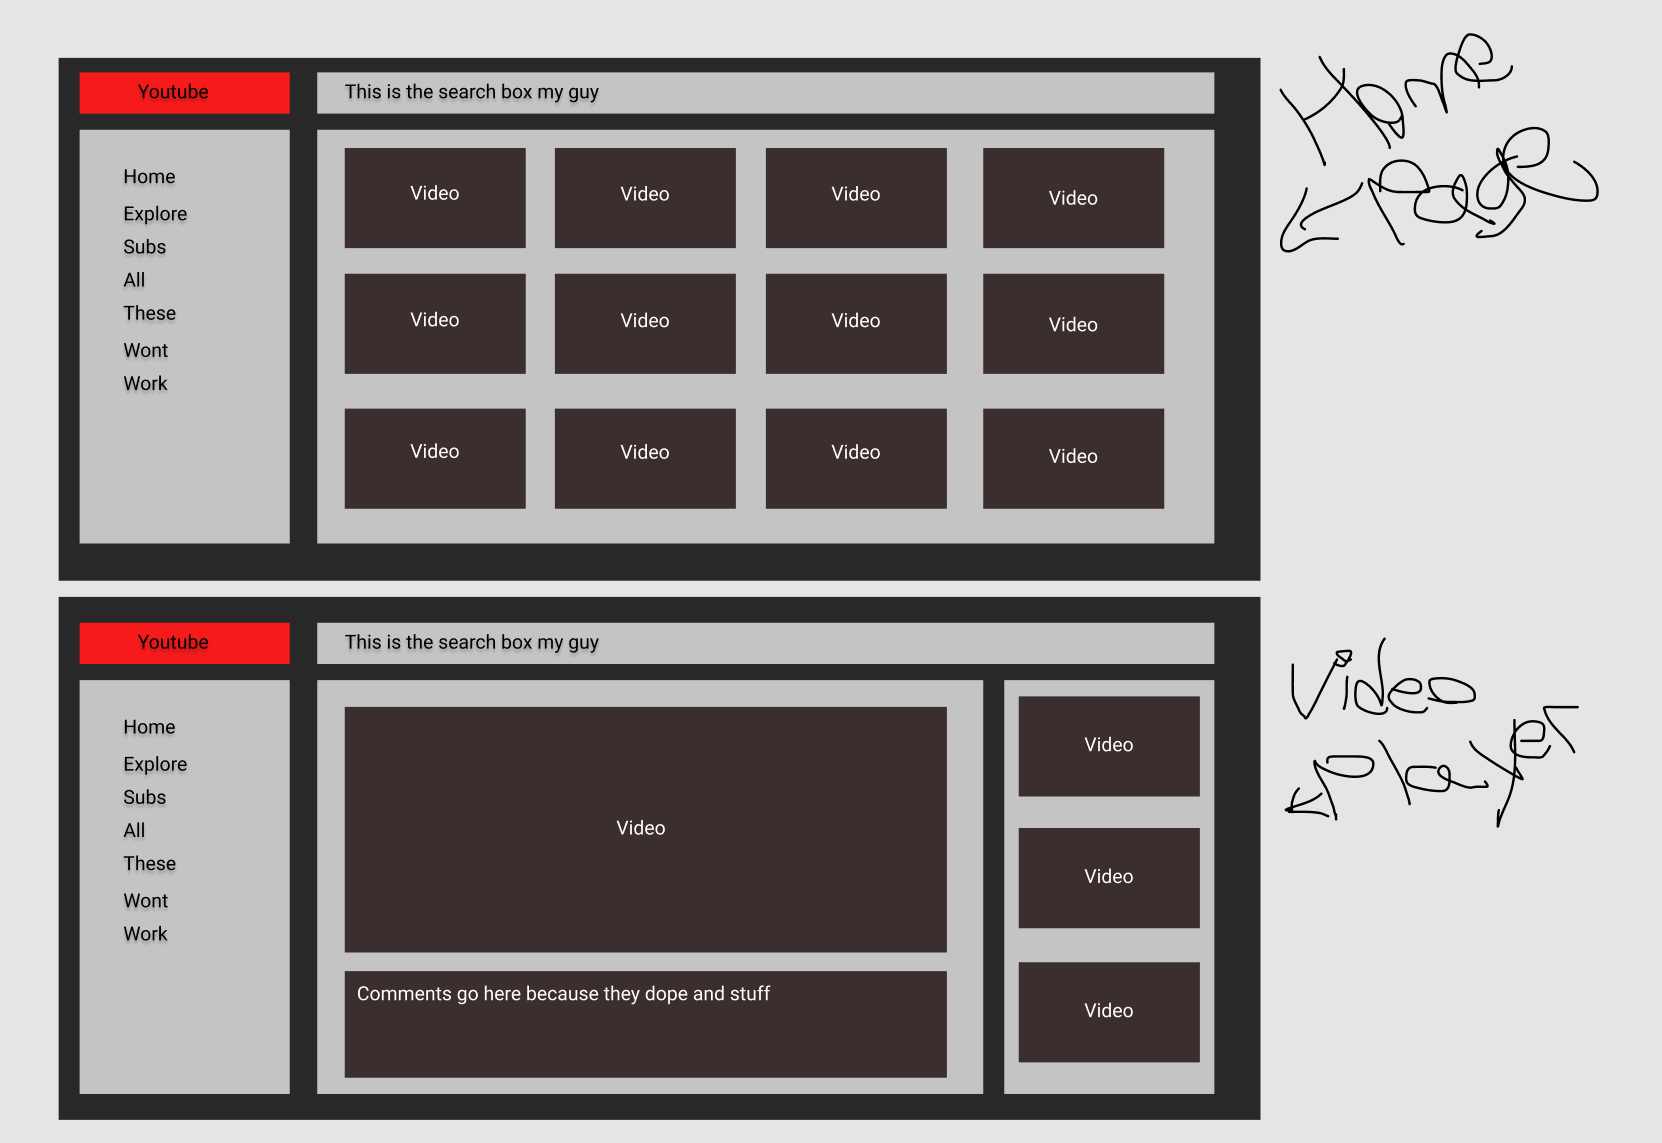 Youtube
This is the search box my guy
Home
Explore
Subs
All
These
Wont
Work
Video Video Video Video
Video Video Video Video
Video Video Video Video
Home
Page
Youtube
This is the search box my guy
Home
Explore
Subs
All
These
Wont
Work
Video
Comments go here because they dope and stuff
Video
Video
Video
Video
Player